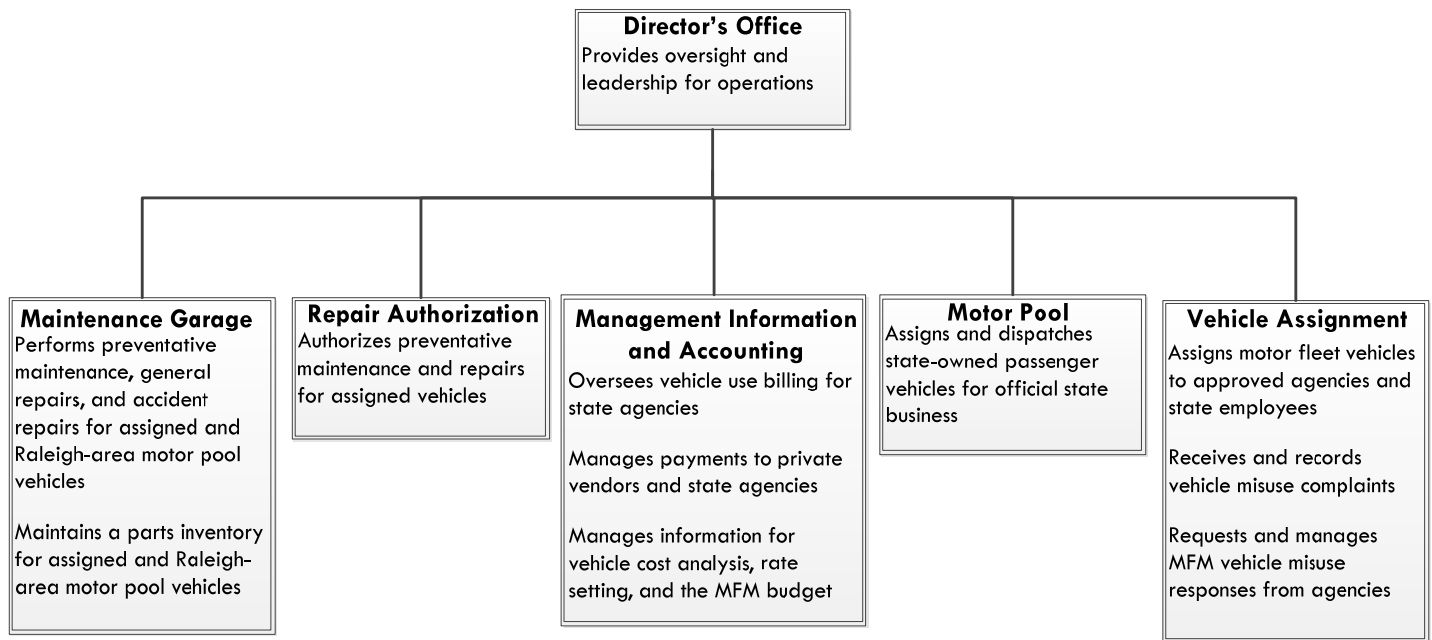 Director's Office
Provides oversight and
leadership for operations
Maintenance Garage
Performs preventative
maintenance, general
repairs, and accident
repairs for assigned and
Raleigh-area motor pool
vehicles
Maintains a parts inventory
for assigned and Raleigh-
area motor pool vehicles
Repair Authorization
Authorizes preventative
maintenance and repairs
for assigned vehicles
Management Information
and Accounting
Oversees vehicle use billing for
state agencies
Manages payments to private
vendors and state agencies
Manages information for
vehicle cost analysis, rate
setting, and the MFM budget
Motor Pool
Assigns and dispatches
state-owned passenger
vehicles for official state
business
Vehicle Assignment
Assigns motor fleet vehicles
to approved agencies and
state employees
Receives and records
vehicle misuse complaints
Requests and manages
MFM vehicle misuse
responses from agencies